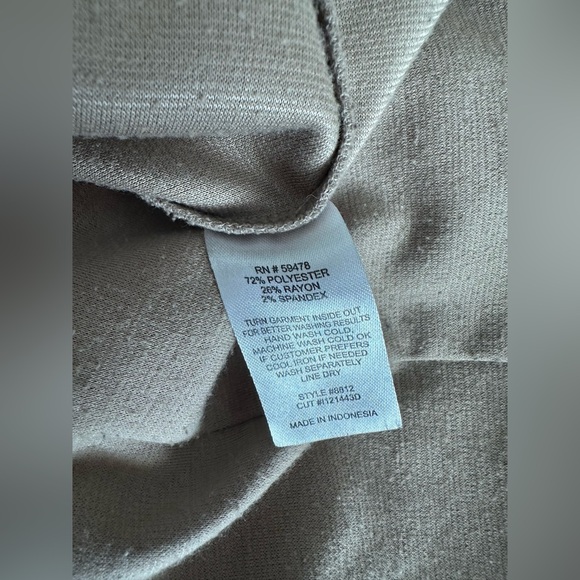 RN # 59478
72% POLYESTER
26% RAYON
2% SPANDEX
TURN GARMENT INSIDE OUT
FOR BETTER WASHING RESULTS
HAND WASH COLD,
MACHINE WASH COLD OK
IF CUSTOMER PREFERS
COOL IRON IF NEEDED
WASH SEPARATELY
LINE DRY
STYLE #6812
CUT #I121443D
MADE IN INDONESIA